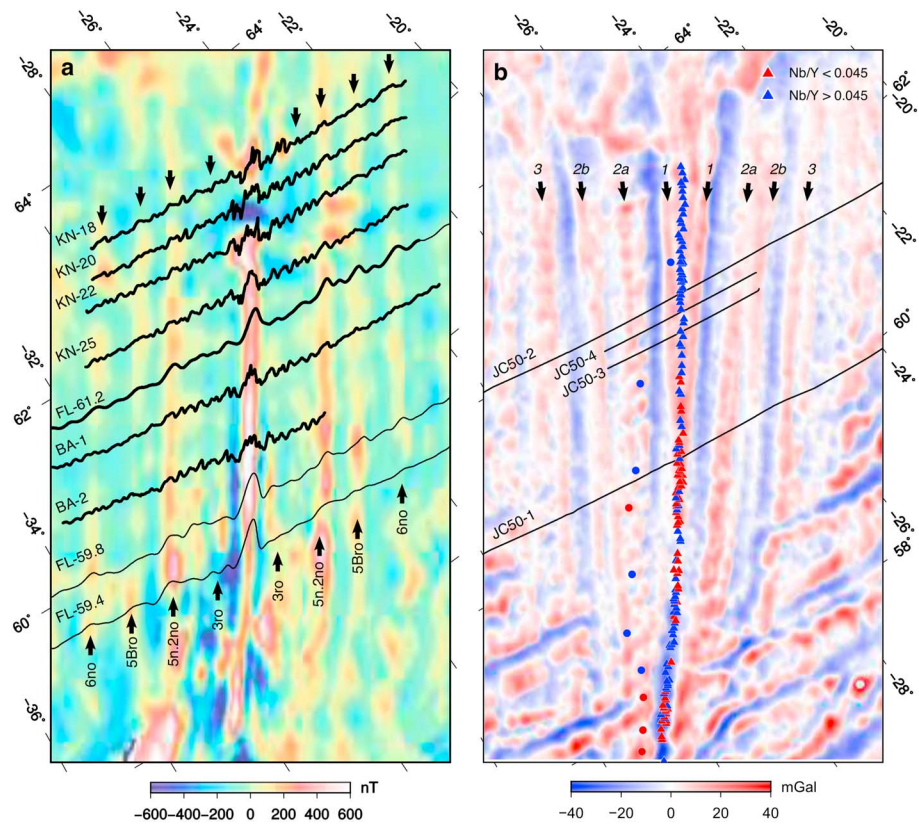 -26°
-24°
64°
-22°
-20°
-26°
-24°
64°
-22°
-20°
a
-28°
64°
-32°
62°
-34°
60°
-36°
KN-18
KN-20
KN-22
KN-25
FL-61.2
BA-1
BA-2
FL-59.8
FL-59.4
6no
5Bro
5n.2no
3ro
3ro
5n.2no
5Bro
6no
nT
-600 -400 -200 0 200 400 600
b
Nb/Y < 0.045
Nb/Y > 0.045
3 2b 2a 1 1 2a 2b 3
JC50-2
JC50-4
JC50-3
JC50-1
62°
-20°
-22°
60°
-24°
-26°
58°
-28°
mGal
−40 −20 0 20 40